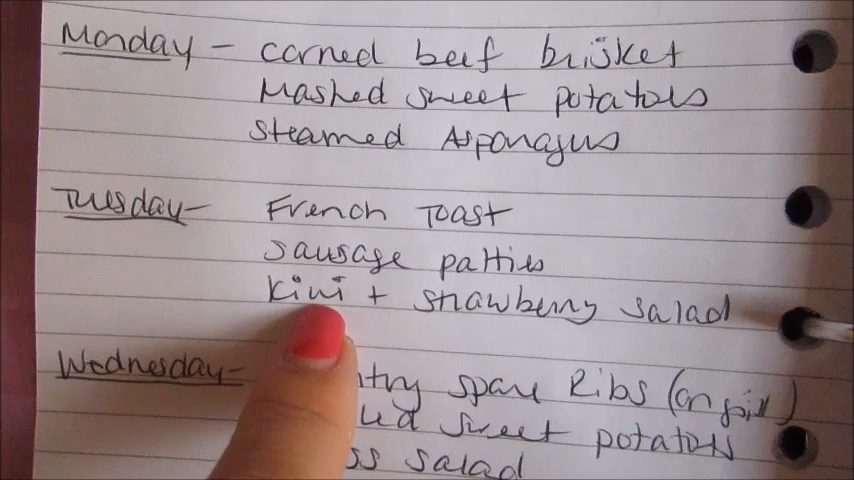 Monday - corned beef brisket
Mashed sweet potatoes
Steamed Asparagus
Tuesday - French Toast
Sausage patties
Kiwi + strawberry salad
Wednesday - spare Ribs (on grill)
sweet potatoes
salad